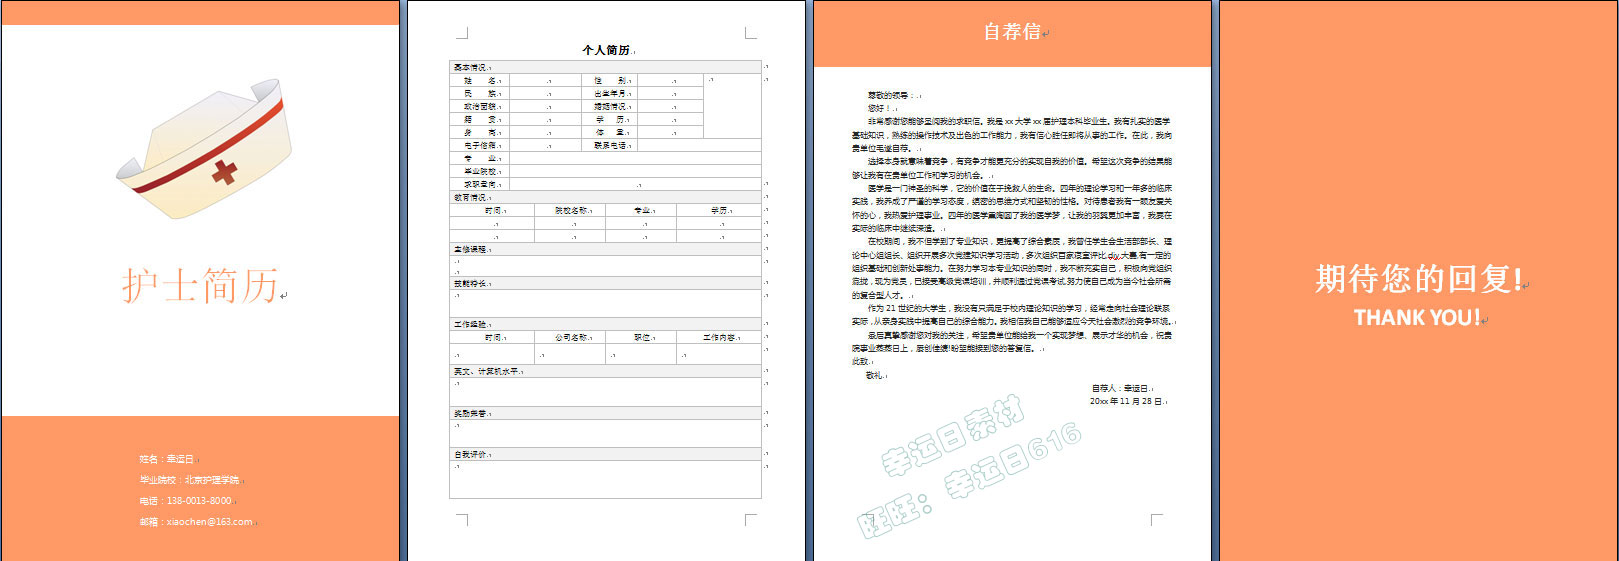 护士简历
姓名：幸运日
毕业院校：北京护理学院
电话：138-0013-8000
邮箱：xiaochen@163.com
个人简历
基本情况
姓 名 性 别
民 族 出生年月
政治面貌 婚姻情况
籍 贯 学 历
身 高 体 重
电子信箱 联系电话
专 业
毕业院校
求职意向
教育情况
时间 院校名称 专业 学历
主修课程
技能特长
工作经验
时间 公司名称 职位 工作内容
英文、计算机水平
奖励荣誉
自我评价
自荐信
尊敬的领导：
您好！
非常感谢您能够呈阅我的求职信。我是 xx 大学 xx 届护理本科毕业生。我有扎实的医学
基础知识，熟练的操作技术及出色的工作能力，我有信心胜任即将从事的工作。在此，我向
贵单位毛遂自荐。
选择本身就意味着竞争，有竞争才能更充分的实现自我的价值。希望这次竞争的结果能
够让我有在贵单位工作和学习的机会。
医学是一门神圣的科学，它的价值在于挽救人的生命。四年的理论学习和一年多的临床
实践，我养成了严谨的学习态度，缜密的思维方式和坚韧的性格。对待患者我有一颗友爱关
怀的心，我热爱护理事业。四年的医学熏陶圆了我的医学梦，让我的羽翼更加丰富，我要在
实际的临床中继续深造。
在校期间，我不但学到了专业知识，更提高了综合素质，我曾任学生会生活部部长、理
论中心组组长、组织开展多次党建知识学习活动，多次组织百家寝室评比,diy,大赛.有一定的
组织基础和创新处事能力。在努力学习本专业知识的同时，我不断充实自己，积极向党组织
靠拢，现为党员，已接受高级党课培训，并顺利通过党课考试.努力使自己成为当今社会所需
的复合型人才。
作为 21 世纪的大学生，我没有只满足于校内理论知识的学习，经常走向社会理论联系
实际，从亲身实践中提高自己的综合能力。我相信我自己能够适应今天社会激烈的竞争环境。
最后真挚感谢您对我的关注，希望贵单位能给我一个实现梦想、展示才华的机会，祝贵
院事业蒸蒸日上，屡创佳绩!盼望能接到您的答复信。
此致
敬礼
自荐人：幸运日
20xx 年 11 月 28 日
幸运日素材
旺旺：幸运日616
期待您的回复!
THANK YOU!